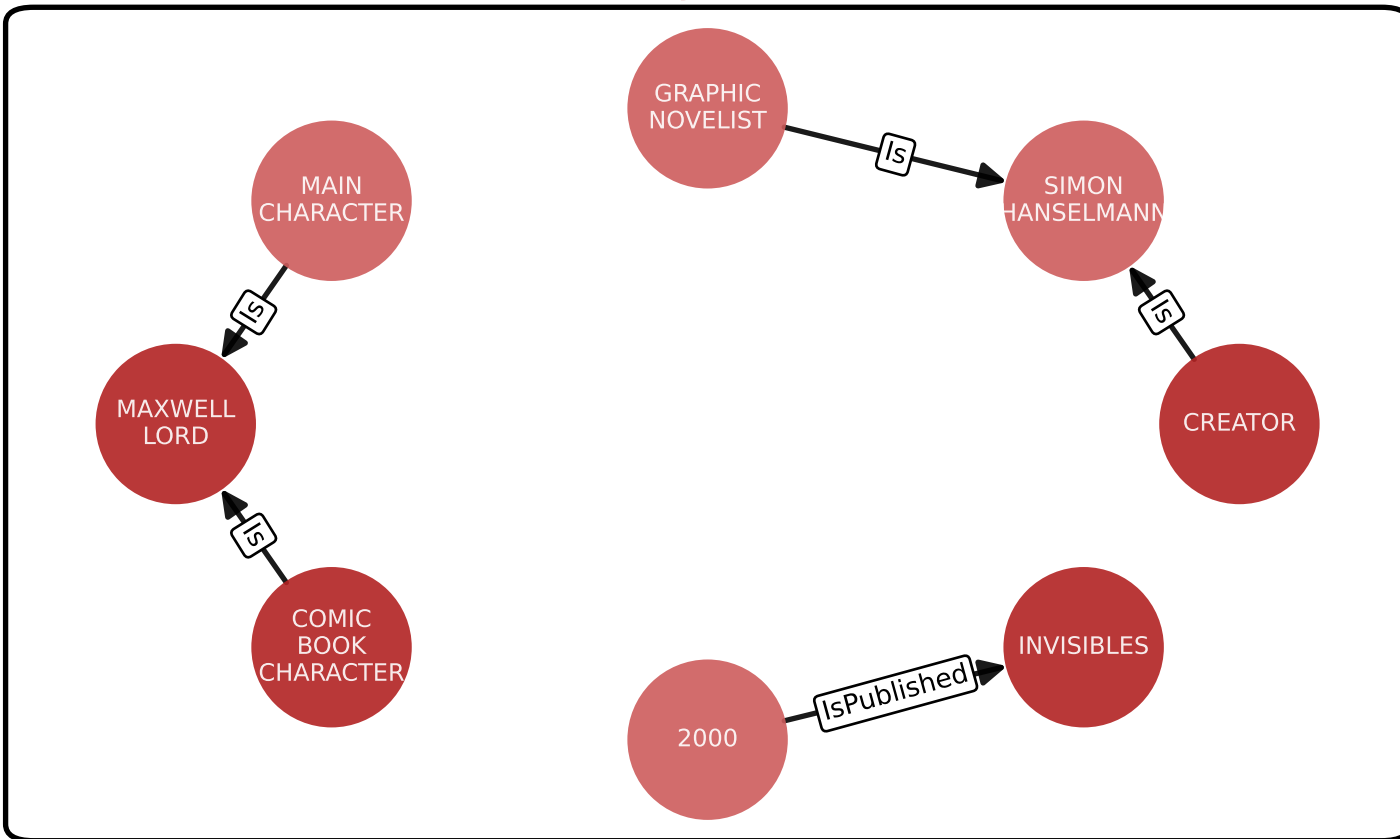 GRAPHIC
NOVELIST
Is
MAIN
CHARACTER
SIMON
HANSELMANN
Is
Is
MAXWELL
LORD
CREATOR
Is
COMIC
BOOK
CHARACTER
INVISIBLES
IsPublished
2000